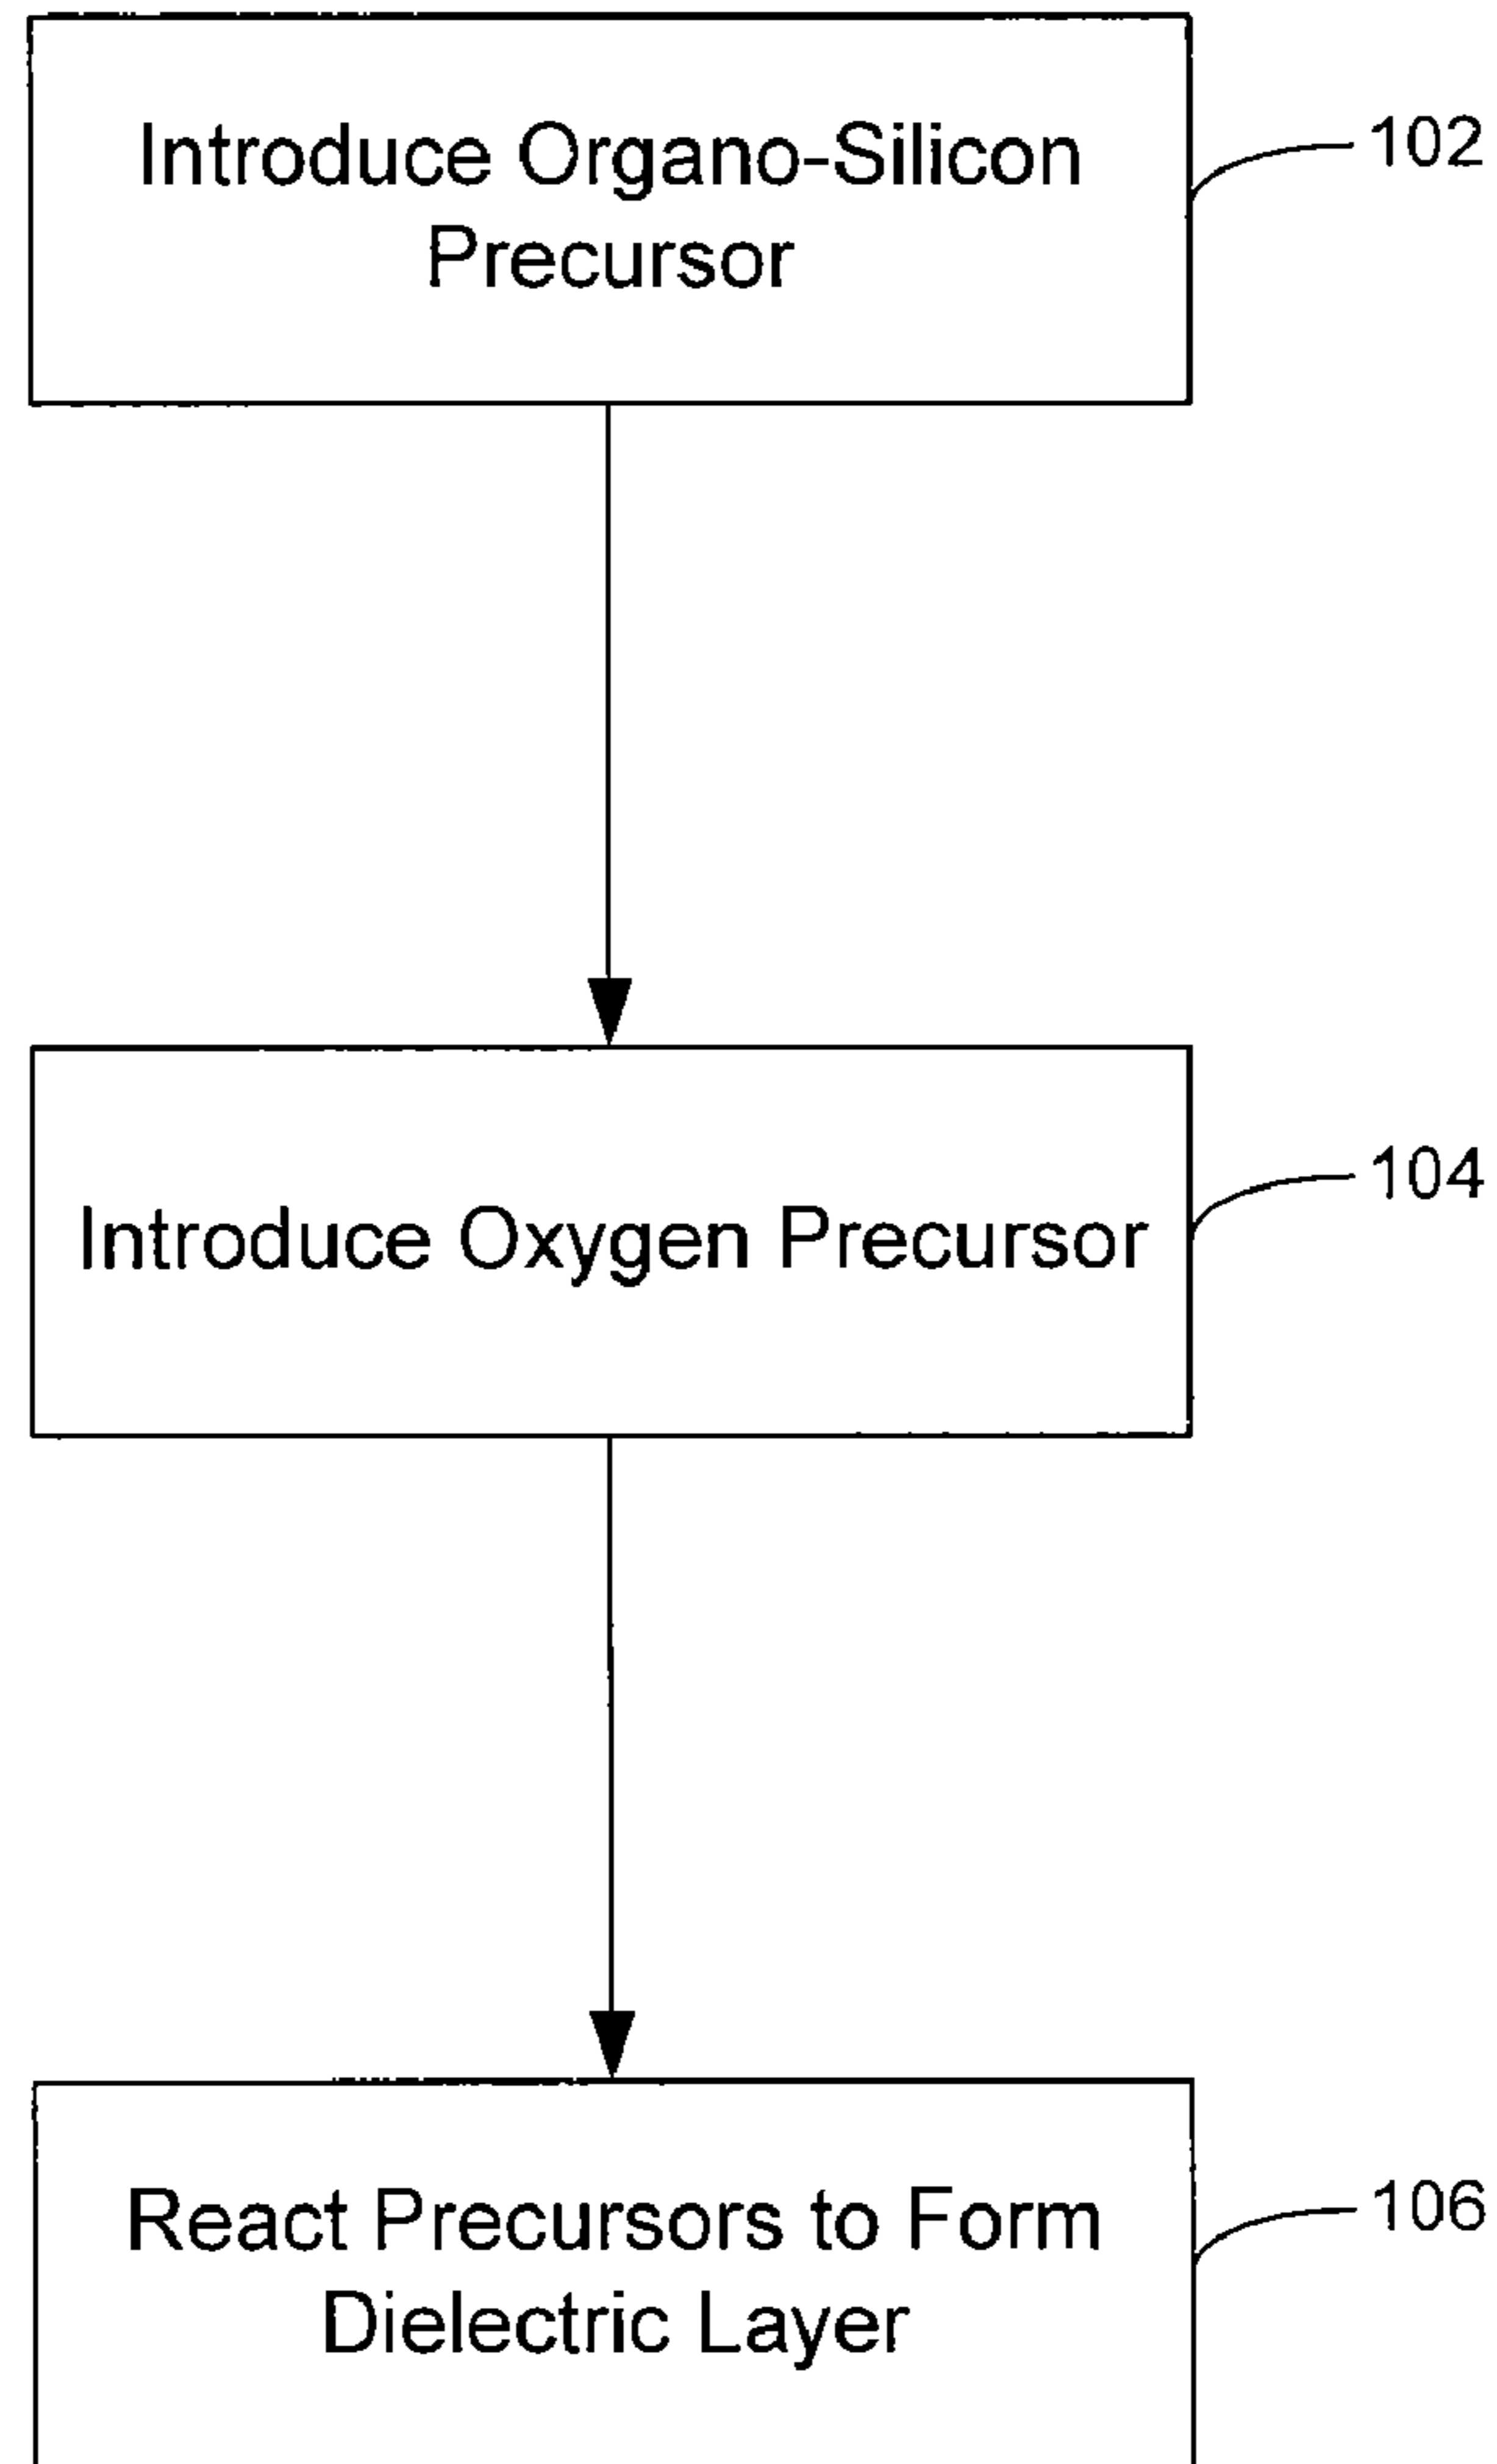 Introduce Organo-Silicon
Precursor
102
Introduce Oxygen Precursor
104
React Precursors to Form
Dielectric Layer
106